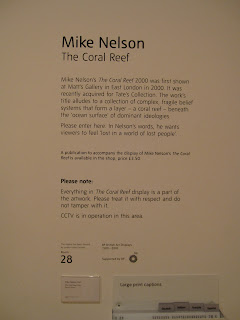 Mike Nelson
The Coral Reef
Mike Nelson's The Coral Reef 2000 was first shown
at Matt's Gallery in East London in 2000. It was
recently acquired for Tate's Collection. The work's
title alludes to a collection of complex, fragile belief
systems that form a layer – a coral reef – beneath
the 'ocean surface' of dominant ideologies.
Please enter here. In Nelson's words, he wants
viewers to feel 'lost in a world of lost people'.
A publication to accompany the display of Mike Nelson's The Coral
Reef is available in the shop, price £1.50
Please note:
Everything in The Coral Reef display is a part of
the artwork. Please treat it with respect and do
not tamper with it.
CCTV is in operation in this area.
Room
28
Supported by BP
Large print captions